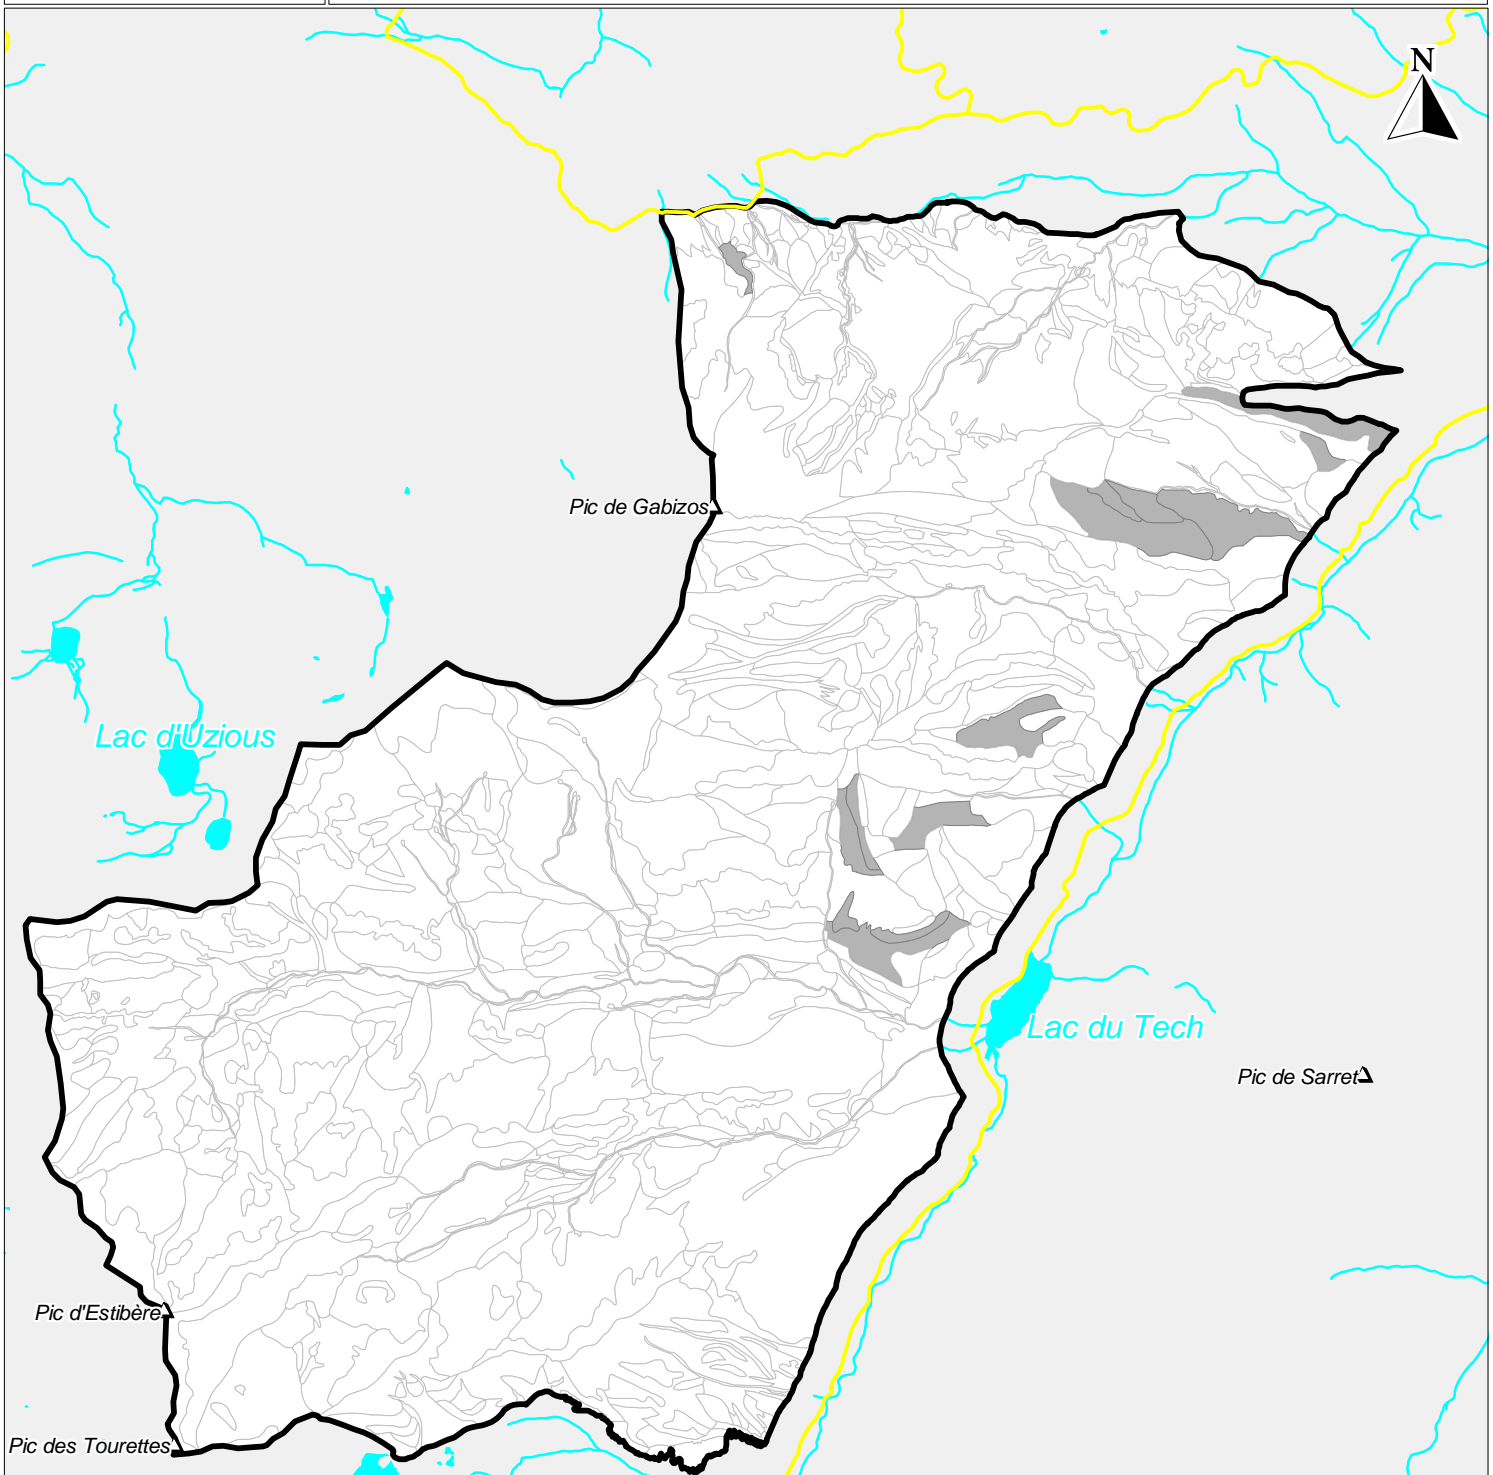 N
Pic de Gabizos
Lac d'Uzious
Lac du Tech
Pic de Sarret
Pic d'Estibère
Pic des Tourettes